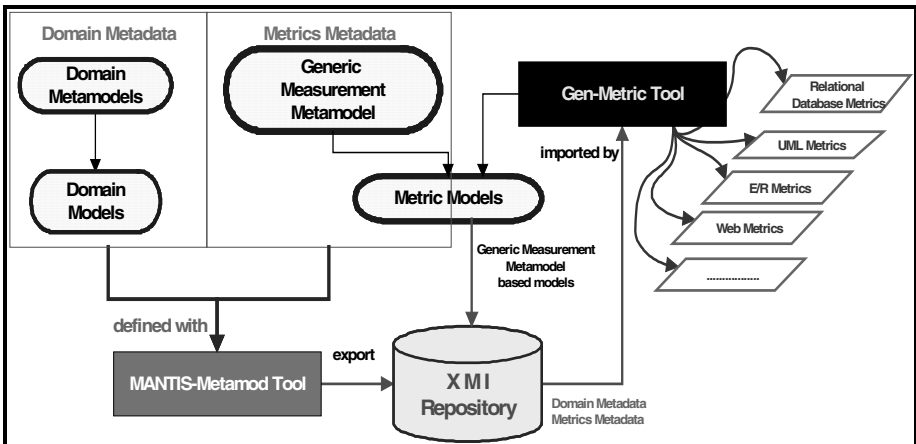 Domain Metadata
Metrics Metadata
Domain
Metamodels
Generic
Measurement
Metamodel
Gen-Metric Tool
Relational
Database Metrics
imported by
UML Metrics
E/R Metrics
Domain
Models
Metric Models
Web Metrics
Generic Measurement
Metamodel
based models
.................
defined with
MANTIS-Metamod Tool
export
XMI
Repository
Domain Metadata
Metrics Metadata